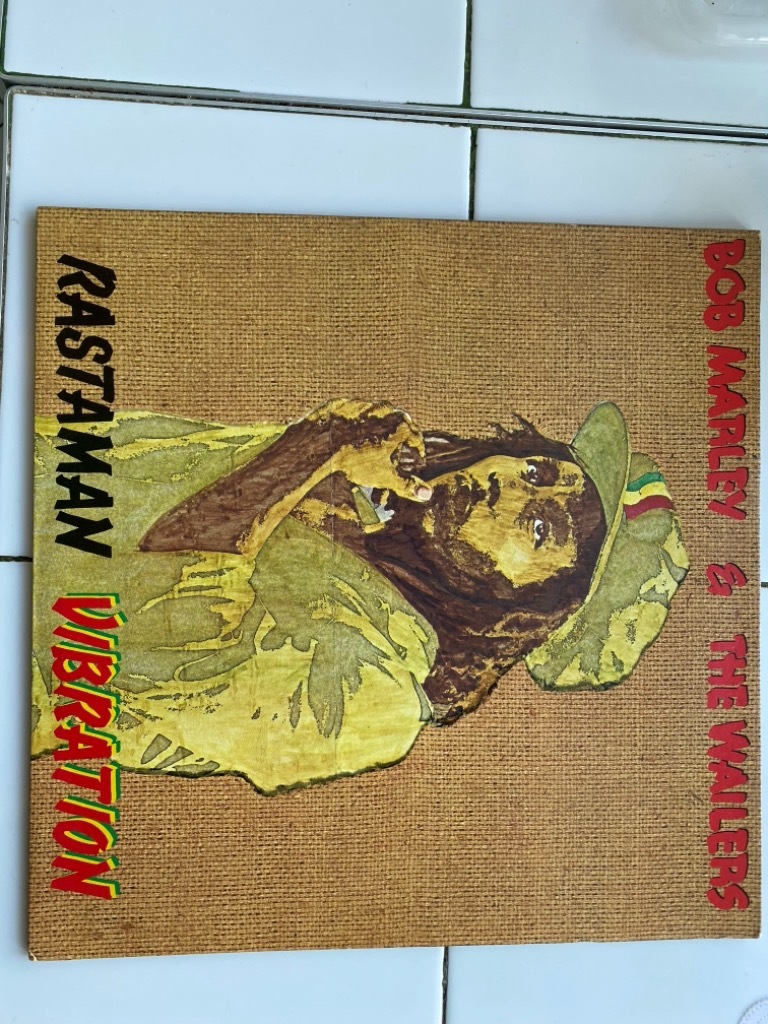 BOB MARLEY & THE WAILERS
RASTAMAN VIBRATION